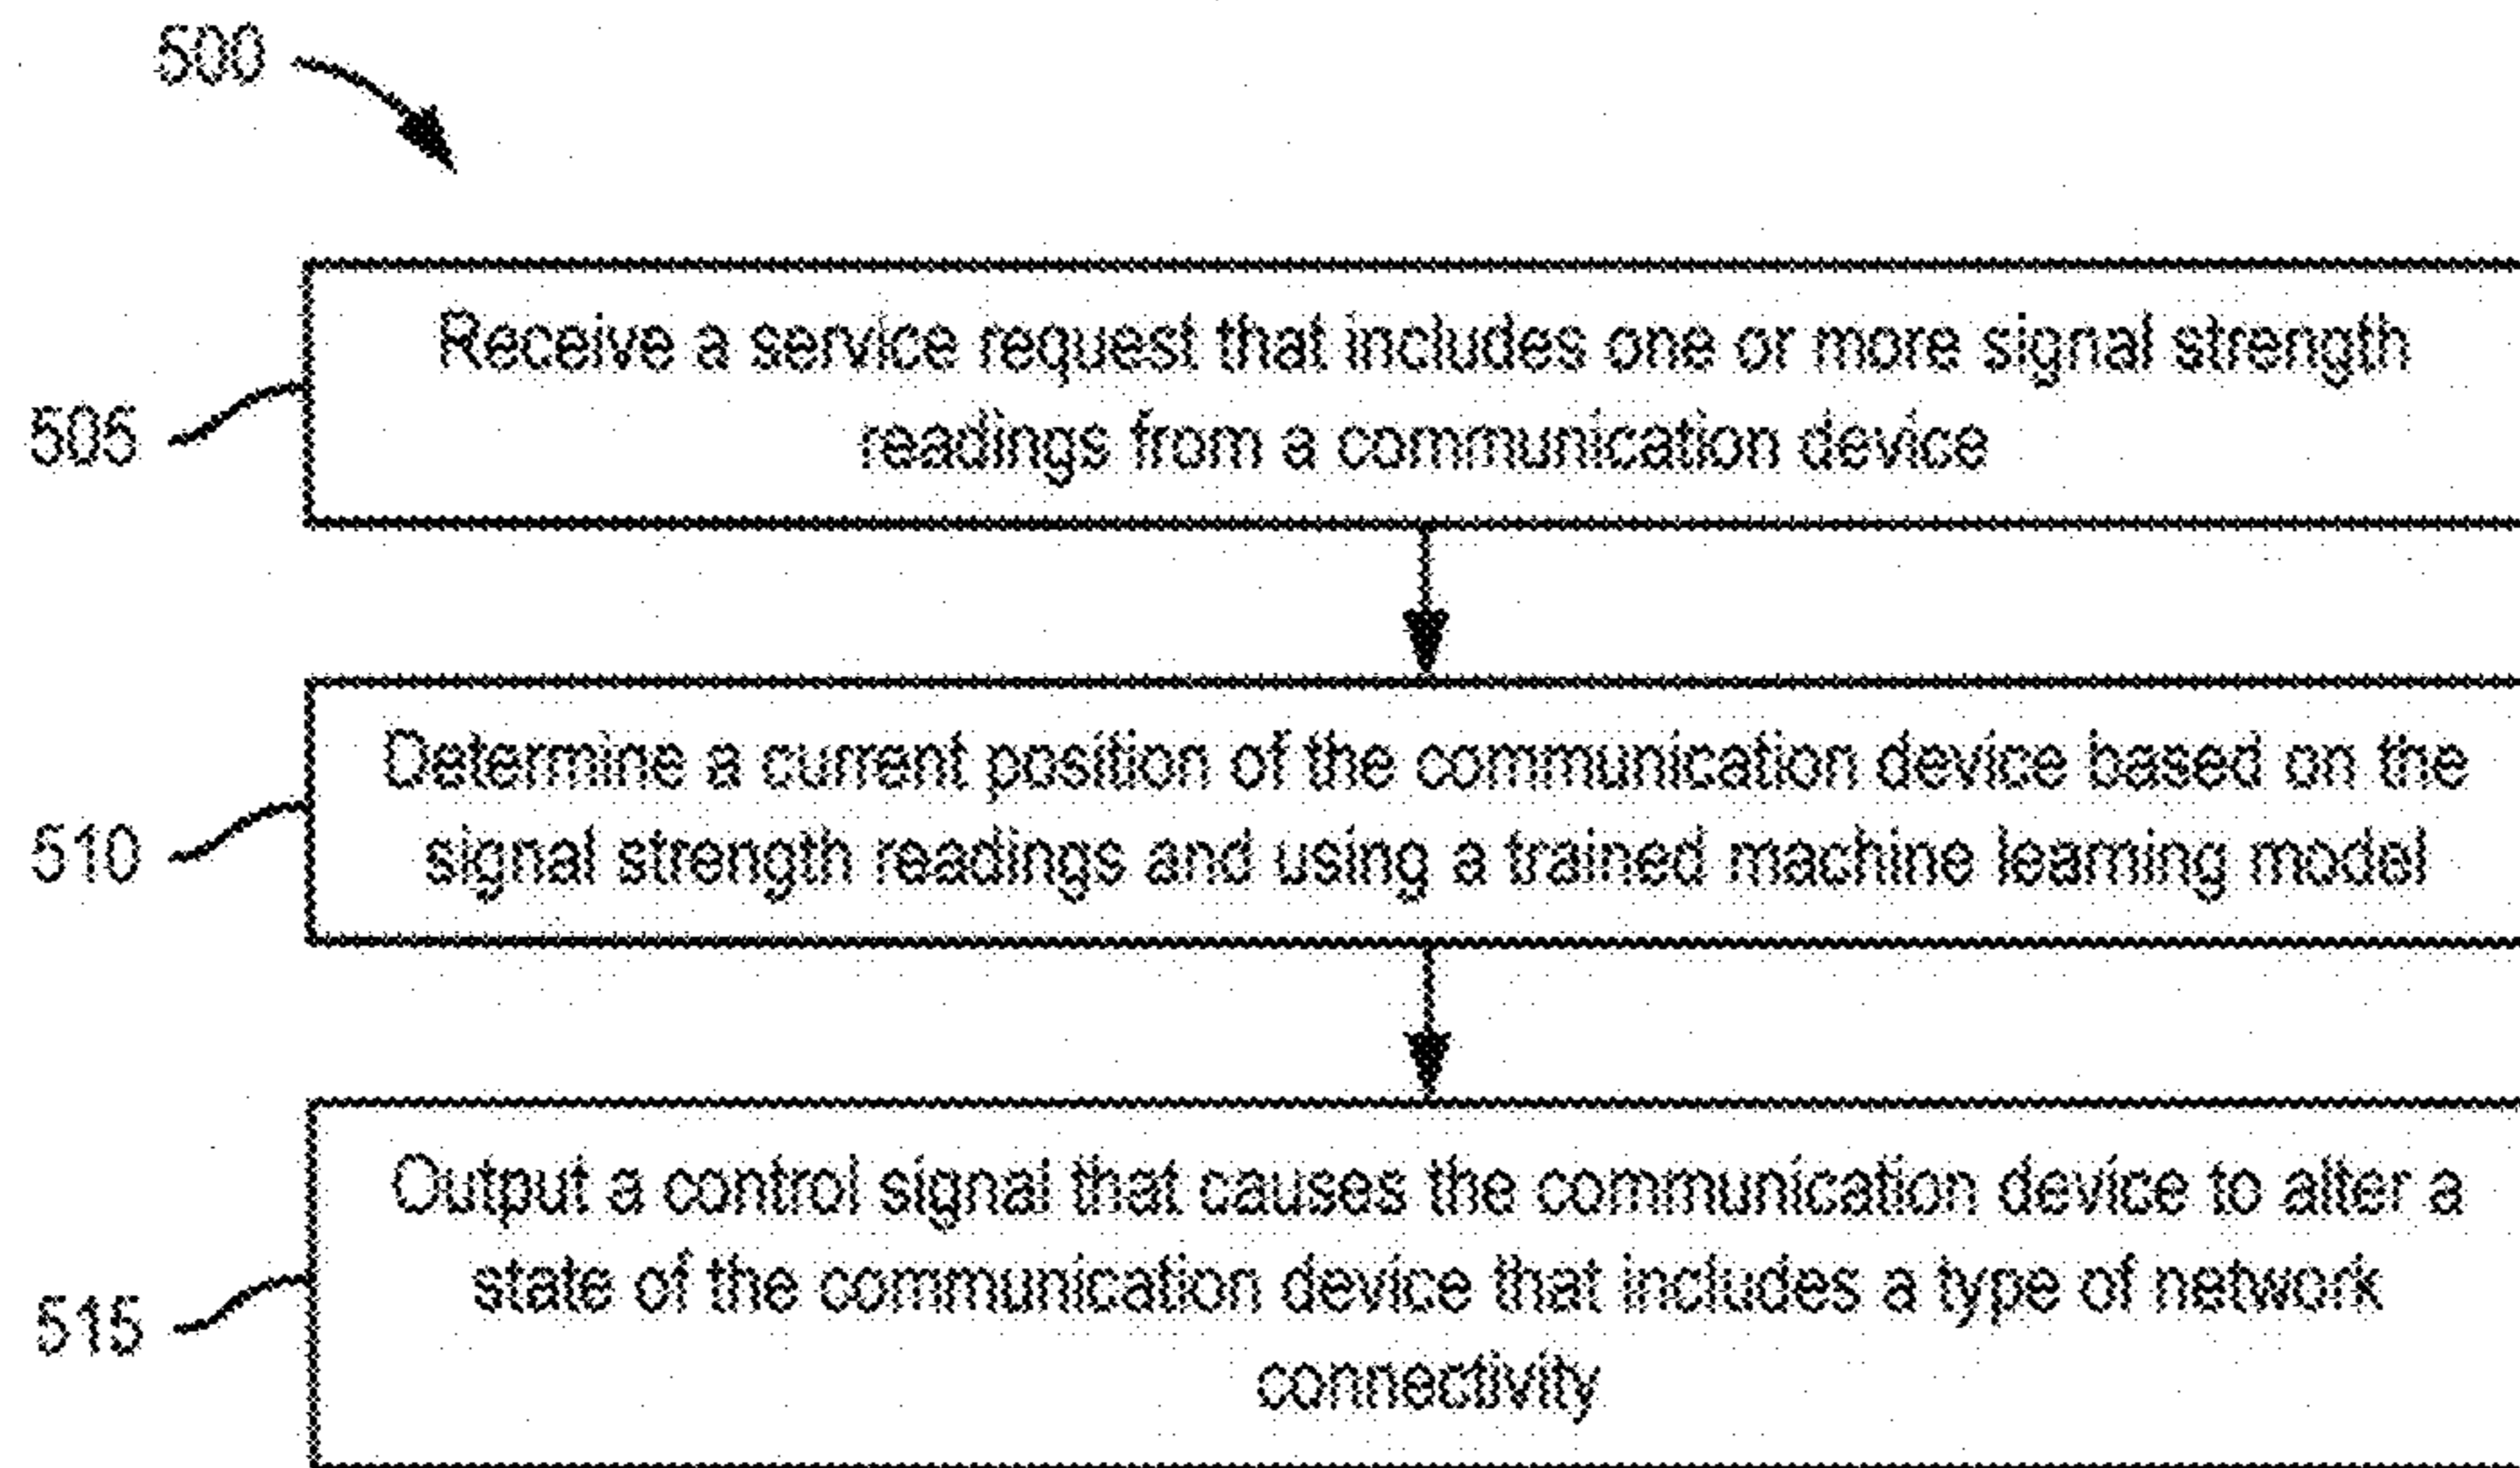 500
505
Receive a service request that includes one or more signal strength
readings from a communication device
510
Determine a current position of the communication device based on the
signal strength readings and using a trained machine learning model
515
Output a control signal that causes the communication device to alter a
state of the communication device that includes a type of network
connectivity